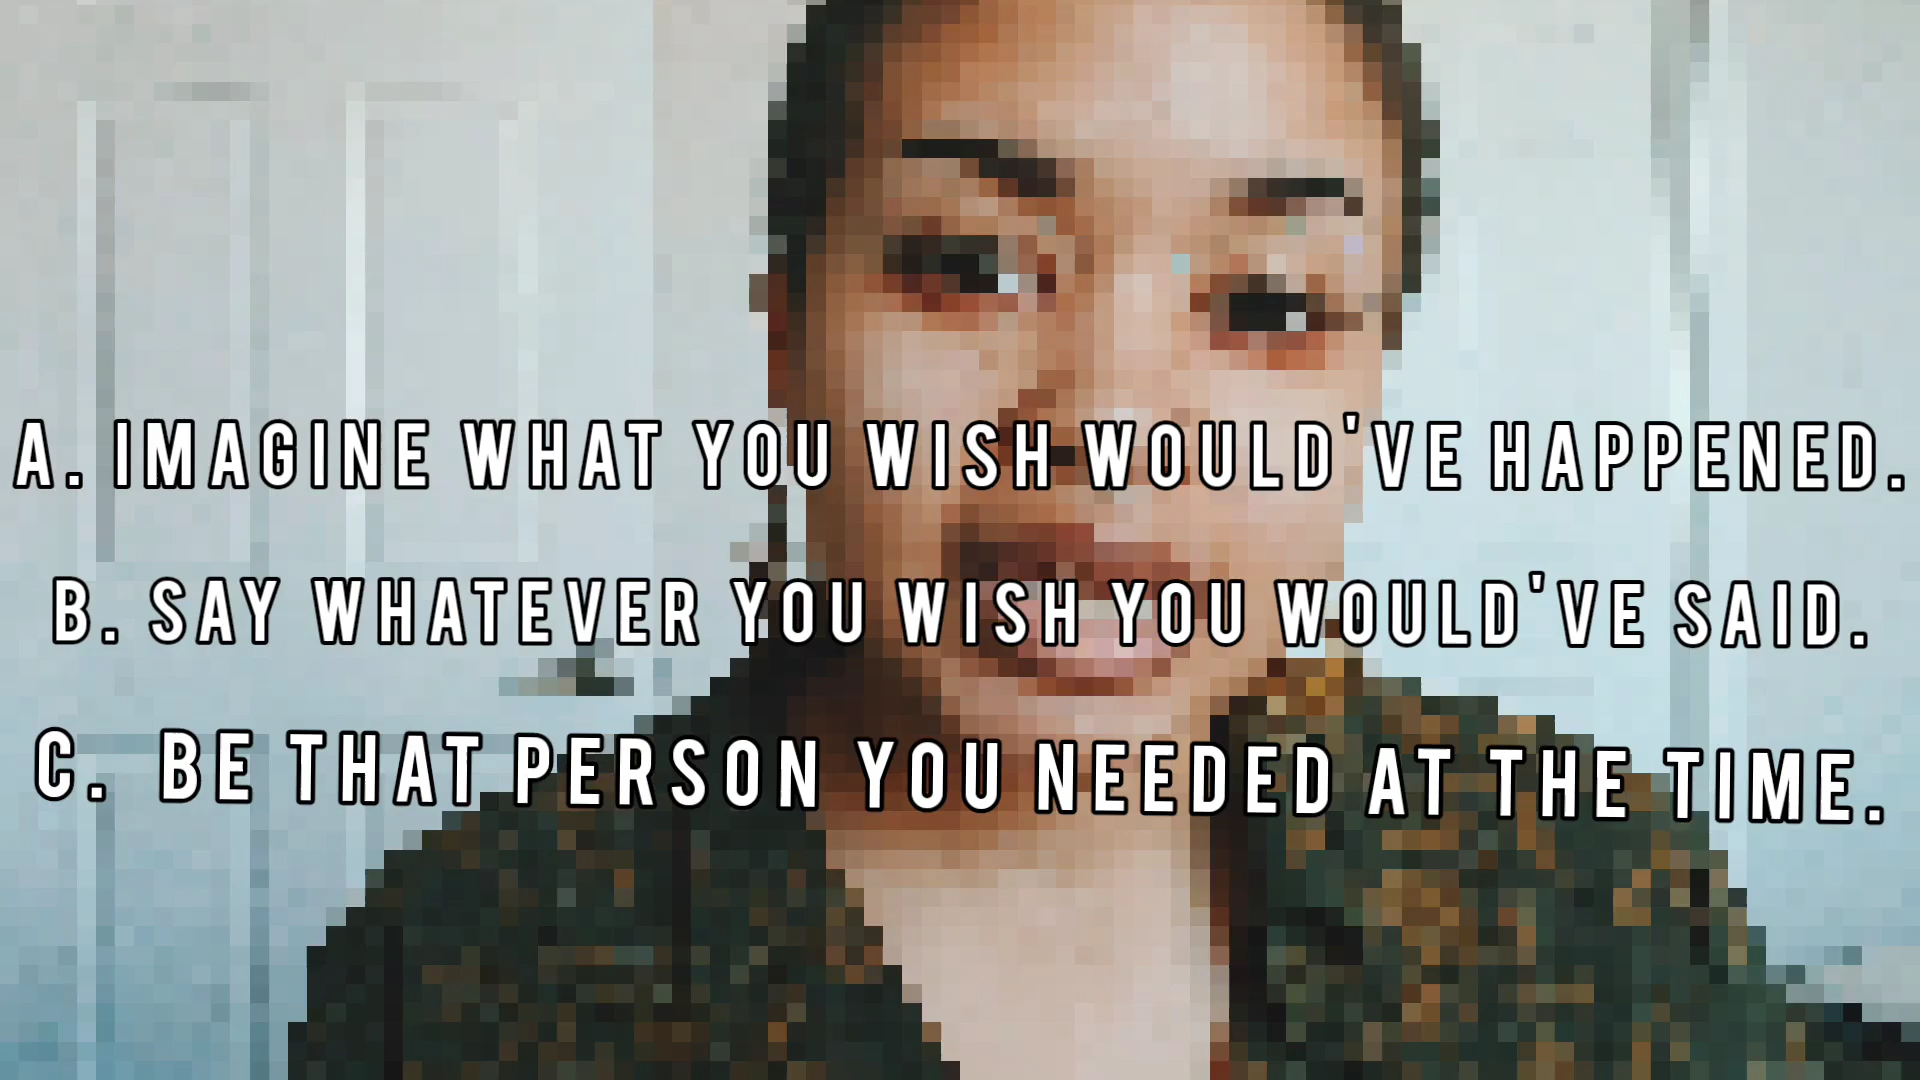 A. IMAGINE WHAT YOU WISH WOULD'VE HAPPENED.
B. SAY WHATEVER YOU WISH YOU WOULD'VE SAID.
C. BE THAT PERSON YOU NEEDED AT THE TIME.